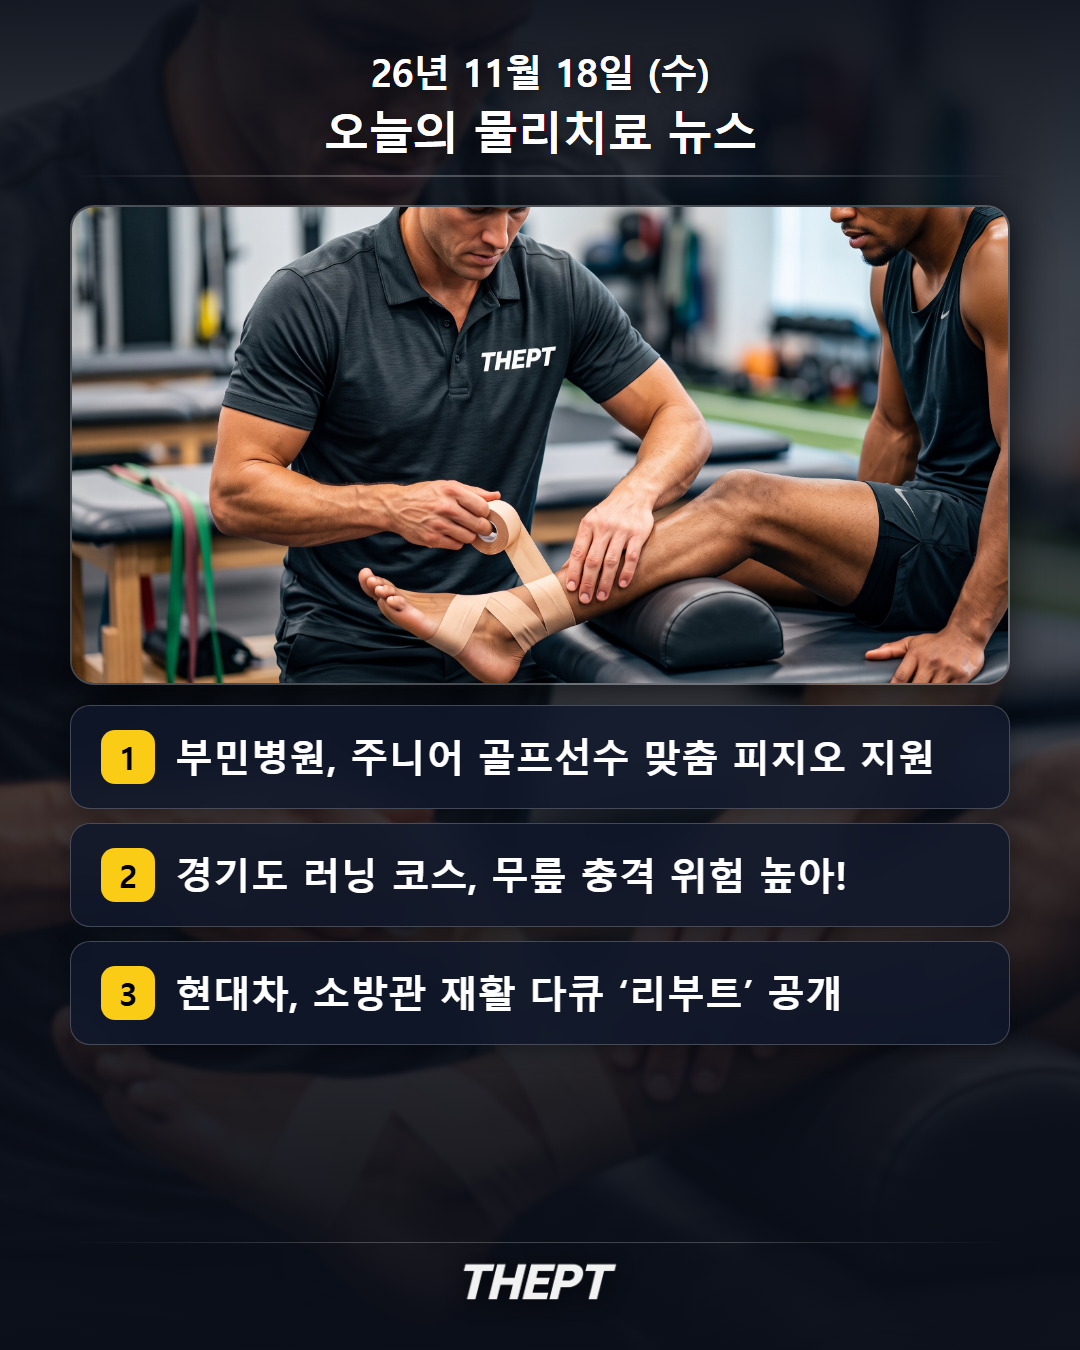 26년 11월 18일 (수)
오늘의 물리치료 뉴스
THEPT
1 부민병원, 주니어 골프선수 맞춤 피지오 지원
2 경기도 러닝 코스, 무릎 충격 위험 높아!
3 현대차, 소방관 재활 다큐 ‘리부트’ 공개
THEPT